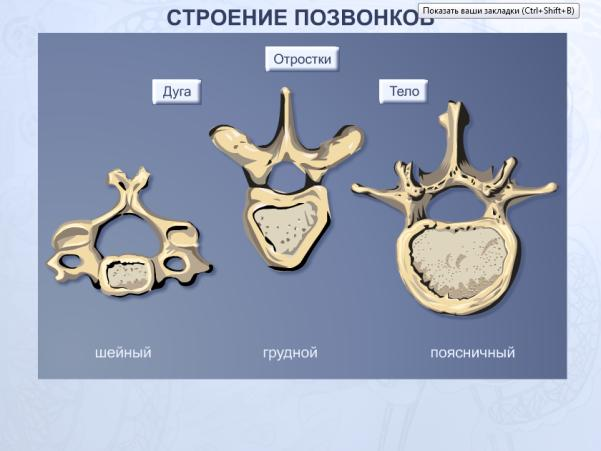 СТРОЕНИЕ ПОЗВОНКОВ
Показать ваши закладки (Ctrl+Shift+B)
Отростки
Дуга
Тело
шейный
грудной
поясничный